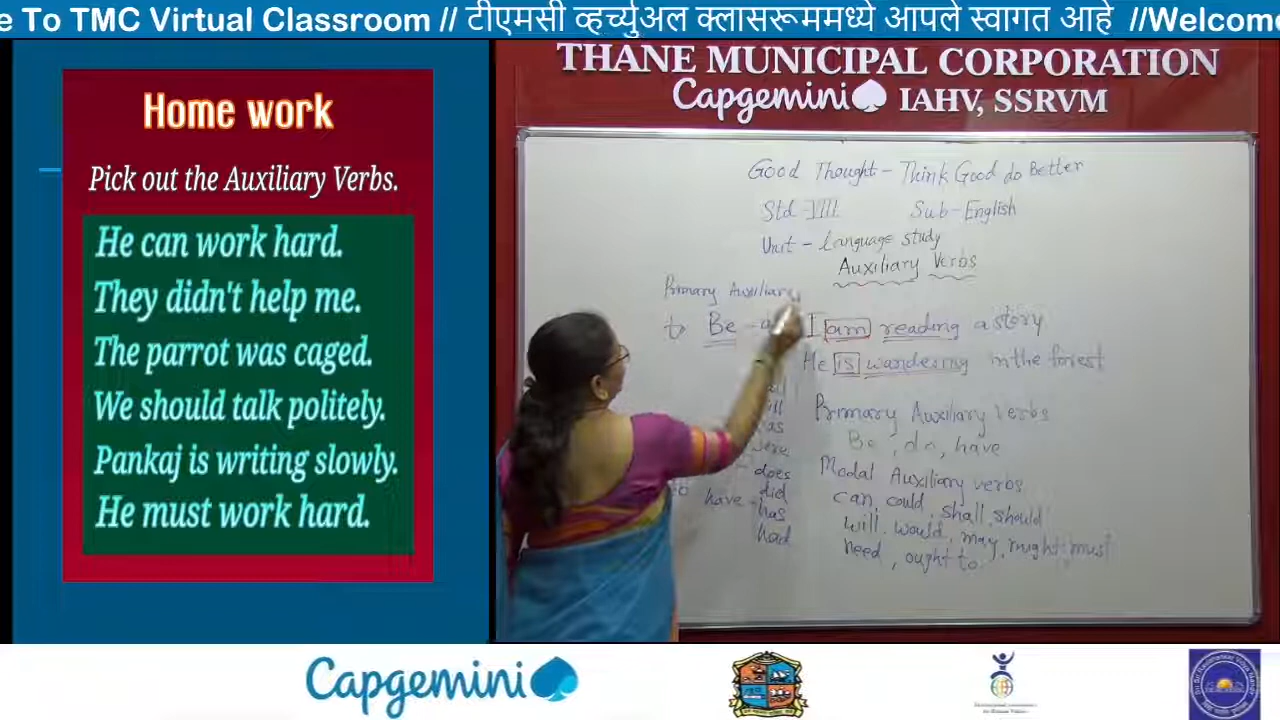 e To TMC Virtual Classroom // टीएमसी व्हर्च्युअल क्लासरूममध्ये आपले स्वागत आहे //Welcome
Home work
Pick out the Auxiliary Verbs.
He can work hard.
They didn't help me.
The parrot was caged.
We should talk politely.
Pankaj is writing slowly.
He must work hard.
THANE MUNICIPAL CORPORATION
Capgemini IAHV, SSRVM
Good Thought - Think Good do Better
Std - VIII Sub - English
Unit - Language study
Auxiliary Verbs
Primary Auxiliary
to Be I am reading a story
He is wandering in the forest
Primary Auxiliary verbs
Be, do, have
Modal Auxiliary verbs
can, could, shall, should
will, would, may, might, must
need, ought to
does
did
have - has
had
Capgemini